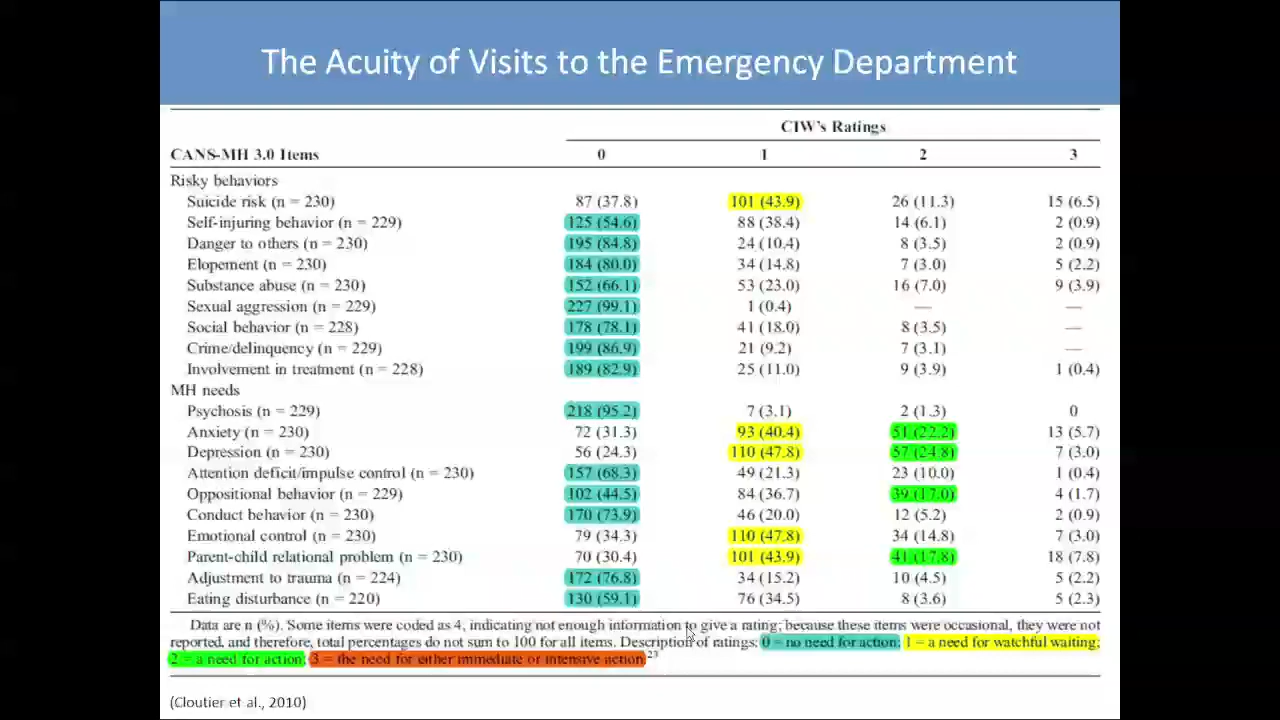 The Acuity of Visits to the Emergency Department
CIW's Ratings
CANS-MH 3.0 Items 0 1 2 3
Risky behaviors
Suicide risk (n = 230) 87 (37.8) 101 (43.9) 26 (11.3) 15 (6.5)
Self-injuring behavior (n = 229) 125 (54.6) 88 (38.4) 14 (6.1) 2 (0.9)
Danger to others (n = 230) 195 (84.8) 24 (10.4) 8 (3.5) 2 (0.9)
Elopement (n = 230) 184 (80.0) 34 (14.8) 7 (3.0) 5 (2.2)
Substance abuse (n = 230) 152 (66.1) 53 (23.0) 16 (7.0) 9 (3.9)
Sexual aggression (n = 229) 227 (99.1) 1 (0.4) — —
Social behavior (n = 228) 178 (78.1) 41 (18.0) 8 (3.5) —
Crime/delinquency (n = 229) 199 (86.9) 21 (9.2) 7 (3.1) —
Involvement in treatment (n = 228) 189 (82.9) 25 (11.0) 9 (3.9) 1 (0.4)
MH needs
Psychosis (n = 229) 218 (95.2) 7 (3.1) 2 (1.3) 0
Anxiety (n = 230) 72 (31.3) 93 (40.4) 51 (22.2) 13 (5.7)
Depression (n = 230) 56 (24.3) 110 (47.8) 57 (24.8) 7 (3.0)
Attention deficit/impulse control (n = 230) 157 (68.3) 49 (21.3) 23 (10.0) 1 (0.4)
Oppositional behavior (n = 229) 102 (44.5) 84 (36.7) 39 (17.0) 4 (1.7)
Conduct behavior (n = 230) 170 (73.9) 46 (20.0) 12 (5.2) 2 (0.9)
Emotional control (n = 230) 79 (34.3) 110 (47.8) 34 (14.8) 7 (3.0)
Parent-child relational problem (n = 230) 70 (30.4) 101 (43.9) 41 (17.8) 18 (7.8)
Adjustment to trauma (n = 224) 172 (76.8) 34 (15.2) 10 (4.5) 5 (2.2)
Eating disturbance (n = 220) 130 (59.1) 76 (34.5) 8 (3.6) 5 (2.3)
Data are n (%). Some items were coded as 4, indicating not enough information to give a rating; because these items were occasional, they were not
reported, and therefore, total percentages do not sum to 100 for all items. Description of ratings: 0 = no need for action; 1 = a need for watchful waiting;
2 = a need for action; 3 = the need for either immediate or intensive action.23
(Cloutier et al., 2010)